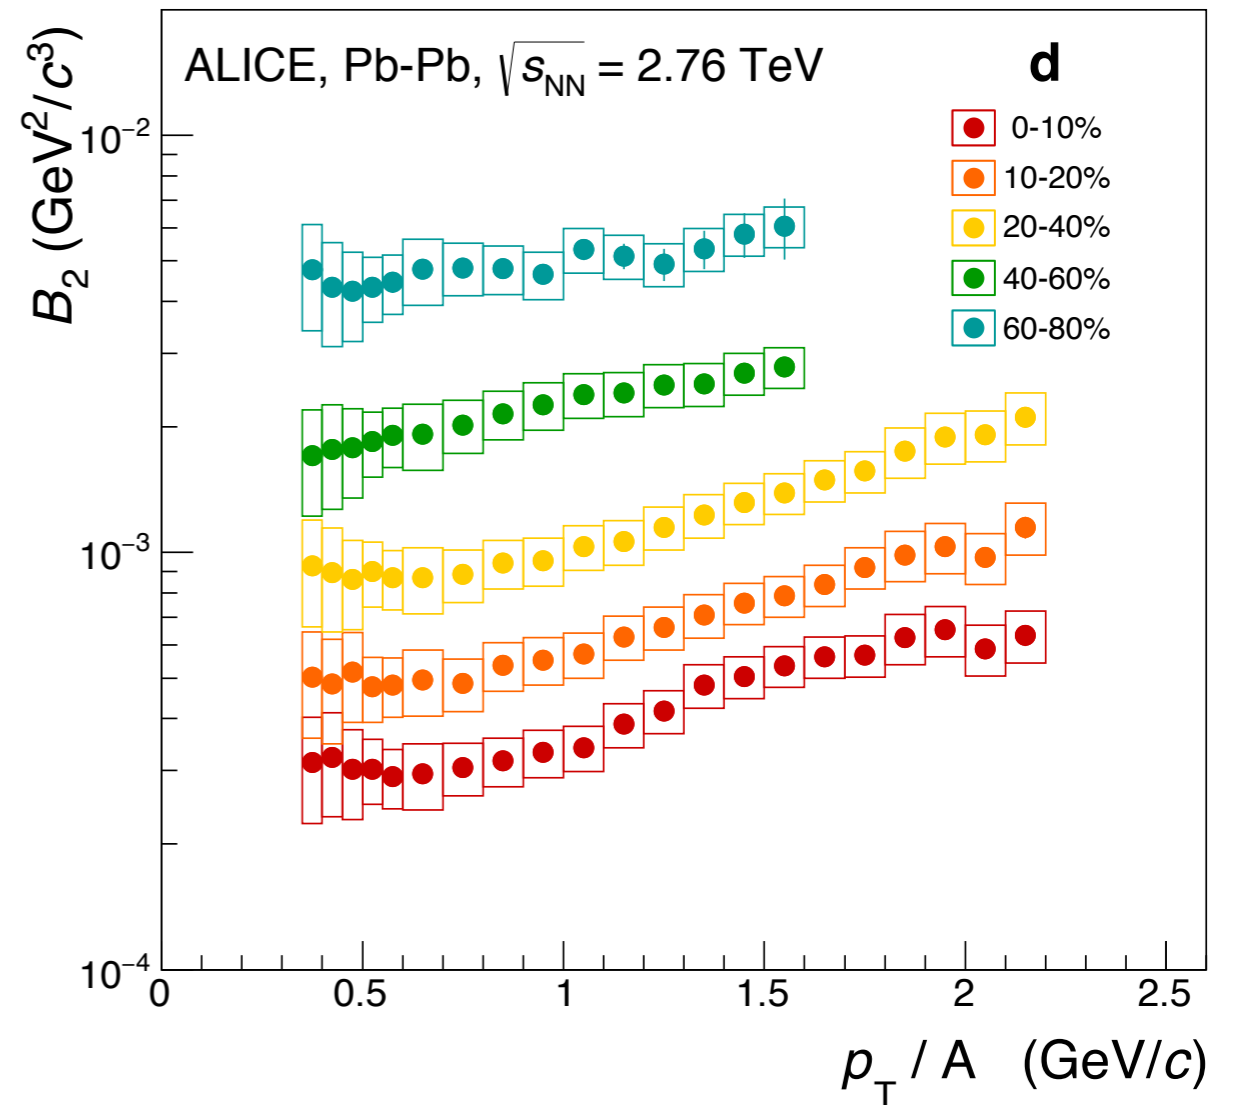 ALICE, Pb-Pb, √sNN = 2.76 TeV
d
0-10%
10-20%
20-40%
40-60%
60-80%
B₂ (GeV²/c³)
10⁻²
10⁻³
10⁻⁴
0 0.5 1 1.5 2 2.5
p_T / A (GeV/c)